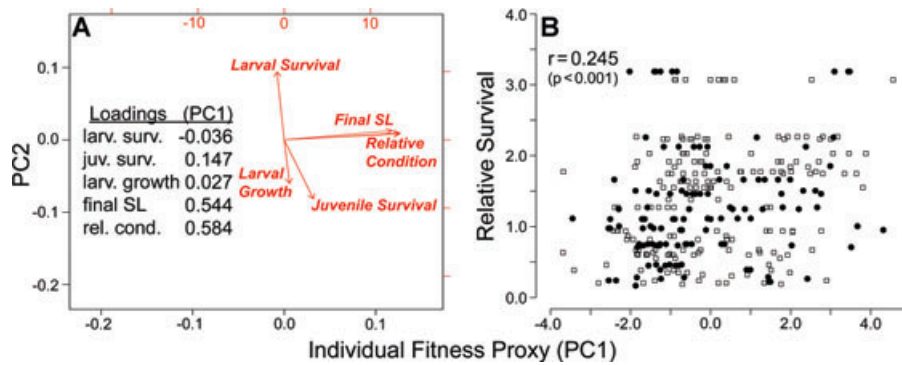 -10
0
10
A
0.1
0.0
-0.1
-0.2
PC2
Larval Survival
Loadings (PC1)
larv. surv. -0.036
juv. surv. 0.147
larv. growth 0.027
final SL 0.544
rel. cond. 0.584
Final SL
Relative
Condition
Larval
Growth
Juvenile Survival
-0.2
-0.1
0.0
0.1
B
r = 0.245
(p < 0.001)
4.0
3.0
2.0
1.0
0.0
Relative Survival
-4.0
-2.0
0.0
2.0
4.0
Individual Fitness Proxy (PC1)